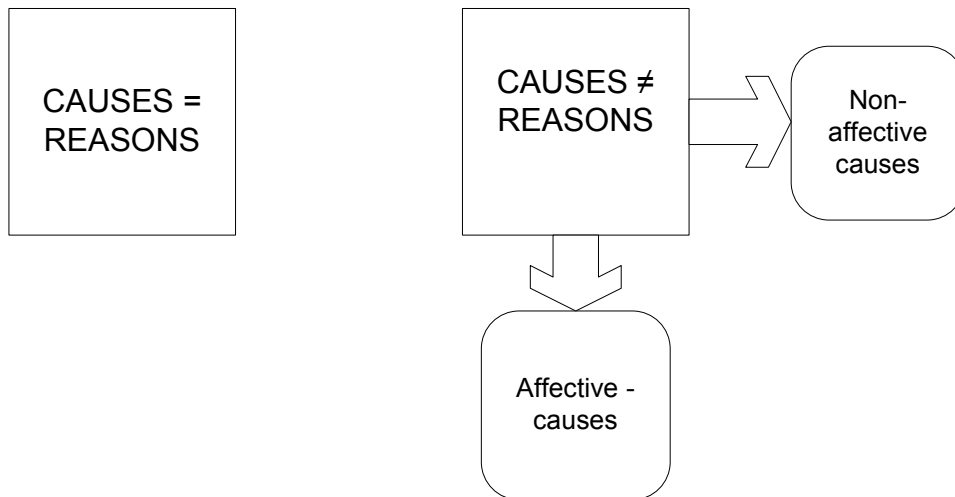 CAUSES =
REASONS
CAUSES ≠
REASONS
Non-
affective
causes
Affective -
causes